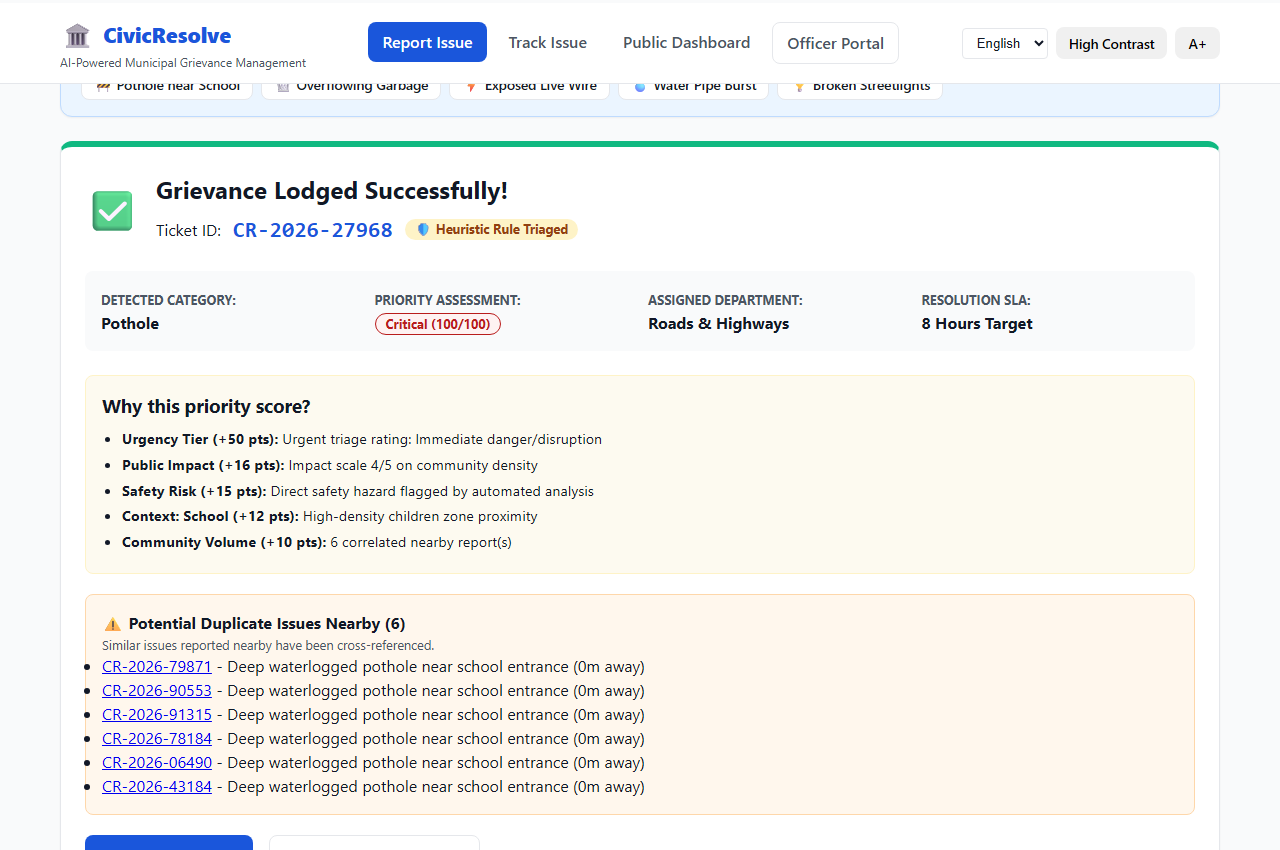 CivicResolve
AI-Powered Municipal Grievance Management
Report Issue
Track Issue
Public Dashboard
Officer Portal
English
High Contrast
A+
Pothole near School
Overflowing Garbage
Exposed Live Wire
Water Pipe Burst
Broken Streetlights
Grievance Lodged Successfully!
Ticket ID: CR-2026-27968 Heuristic Rule Triaged
DETECTED CATEGORY:
Pothole
PRIORITY ASSESSMENT:
Critical (100/100)
ASSIGNED DEPARTMENT:
Roads & Highways
RESOLUTION SLA:
8 Hours Target
Why this priority score?
• Urgency Tier (+50 pts): Urgent triage rating: Immediate danger/disruption
• Public Impact (+16 pts): Impact scale 4/5 on community density
• Safety Risk (+15 pts): Direct safety hazard flagged by automated analysis
• Context: School (+12 pts): High-density children zone proximity
• Community Volume (+10 pts): 6 correlated nearby report(s)
Potential Duplicate Issues Nearby (6)
Similar issues reported nearby have been cross-referenced.
• CR-2026-79871 - Deep waterlogged pothole near school entrance (0m away)
• CR-2026-90553 - Deep waterlogged pothole near school entrance (0m away)
• CR-2026-91315 - Deep waterlogged pothole near school entrance (0m away)
• CR-2026-78184 - Deep waterlogged pothole near school entrance (0m away)
• CR-2026-06490 - Deep waterlogged pothole near school entrance (0m away)
• CR-2026-43184 - Deep waterlogged pothole near school entrance (0m away)